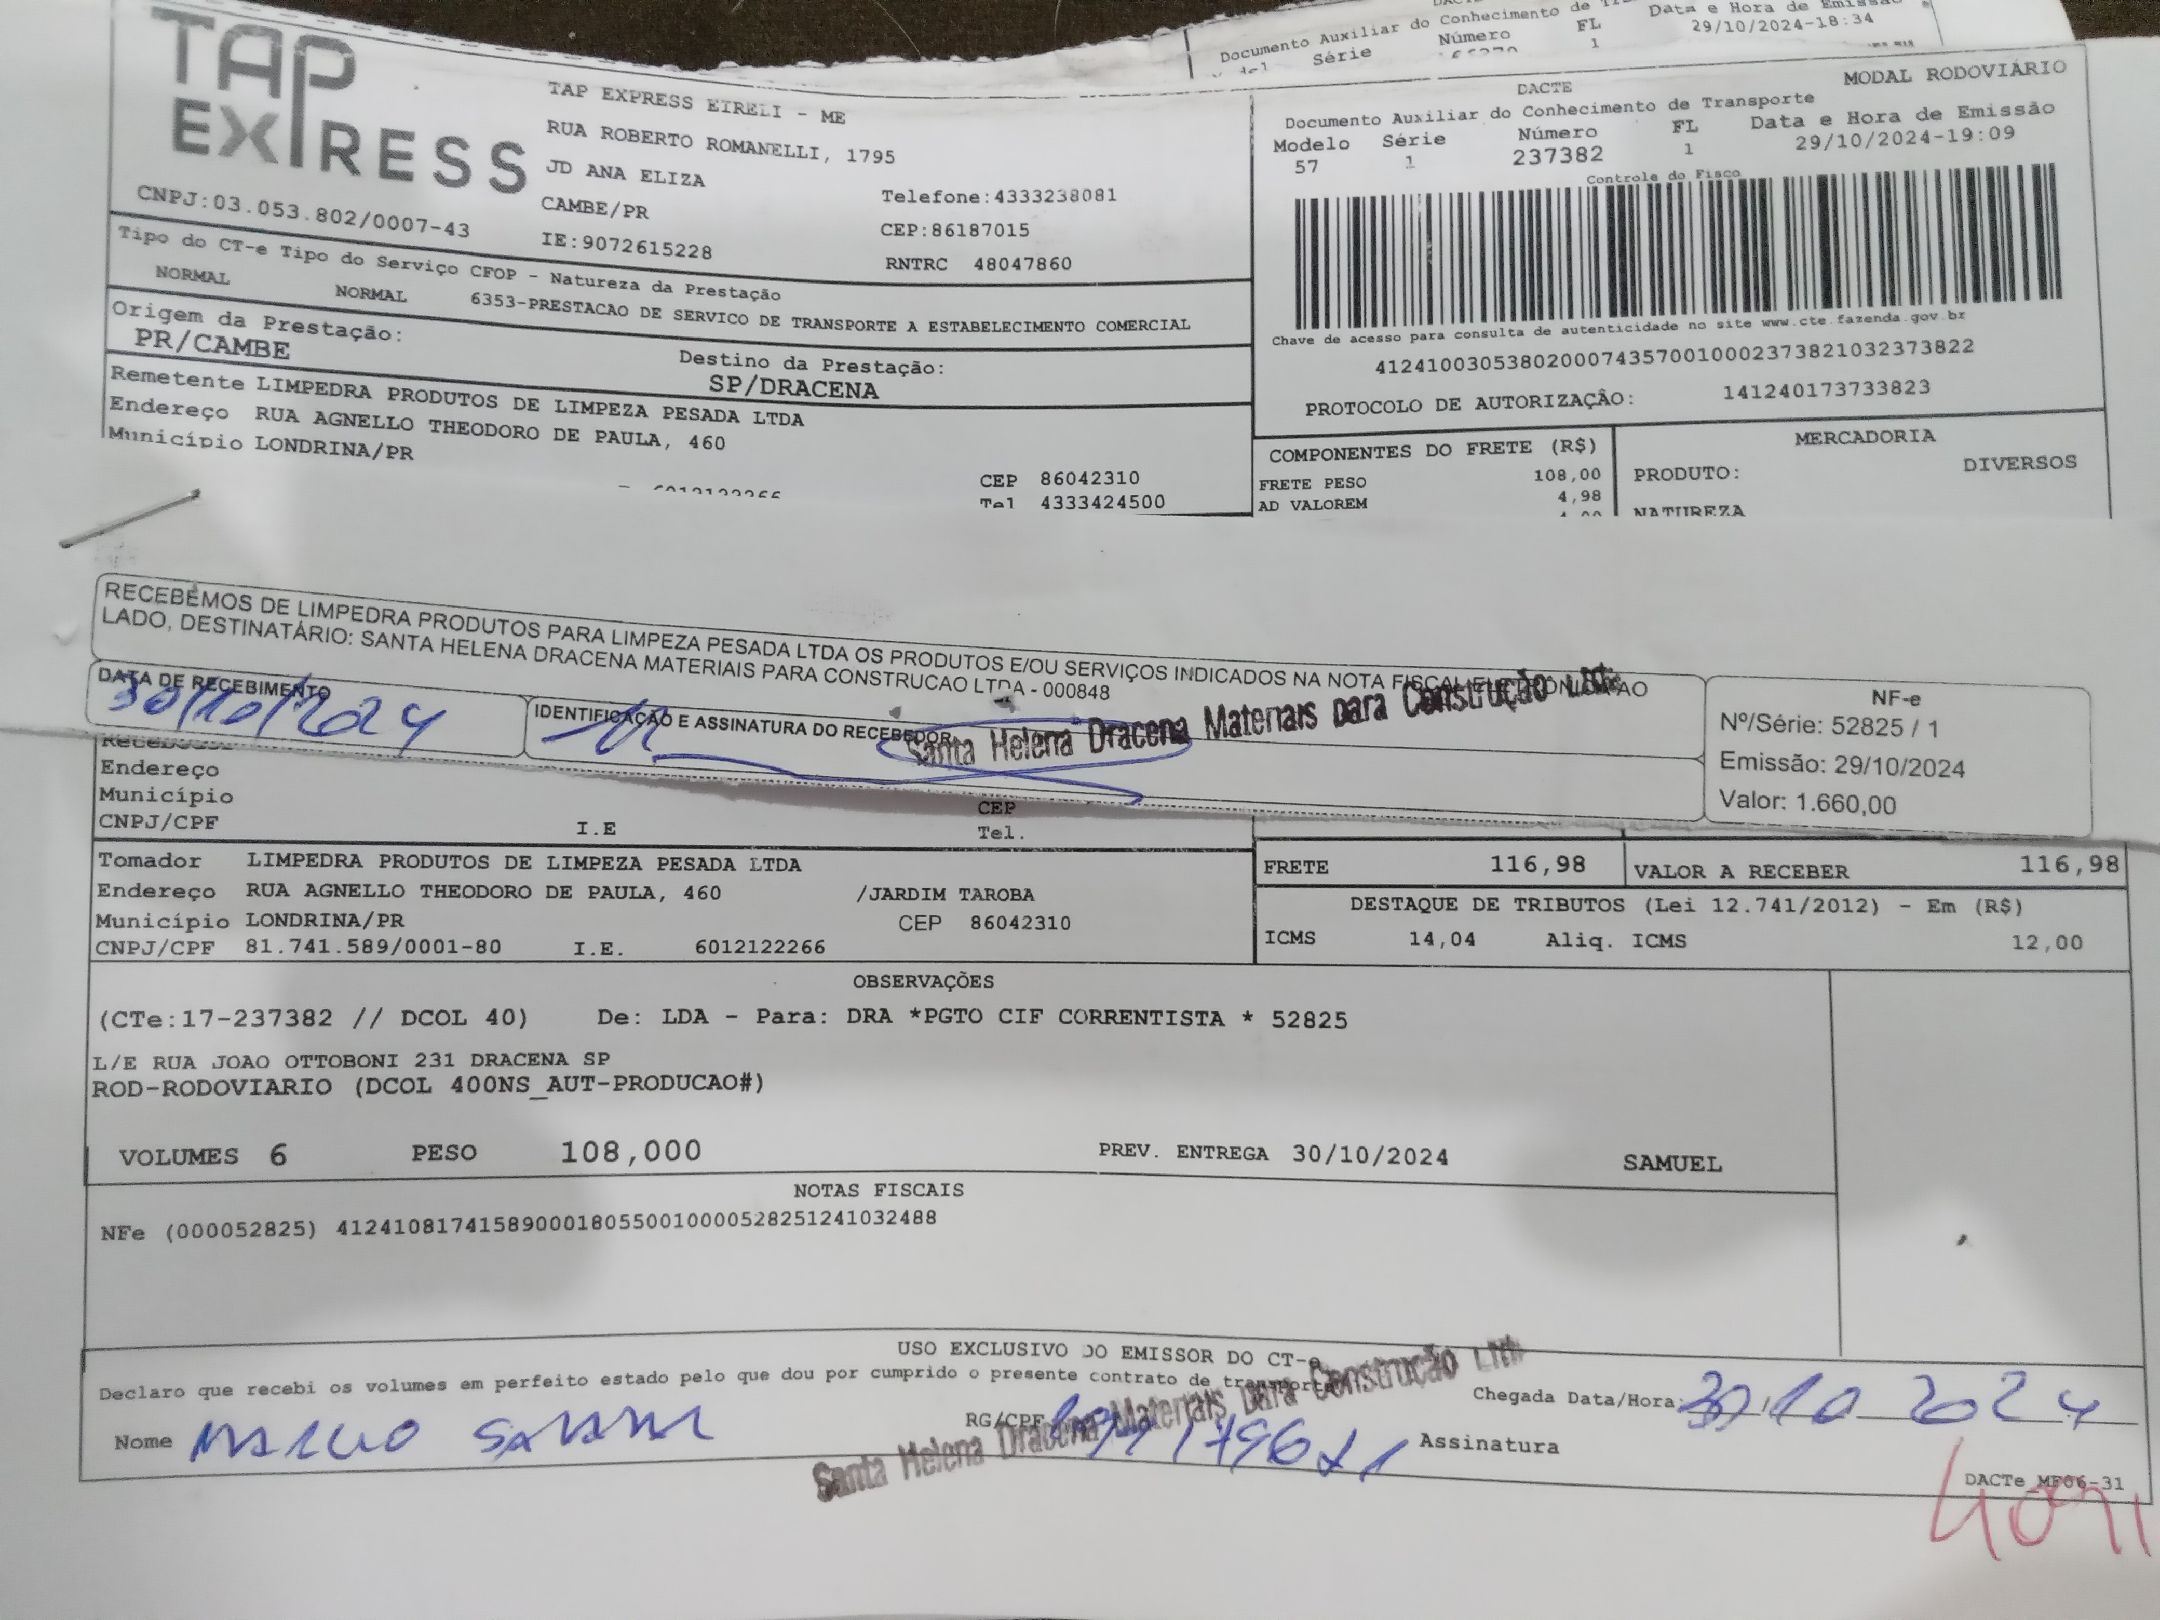 Documento Auxiliar do Conhecimento de
Data e Hora de Emissão
Série Número FL 29/10/2024-18:34
1
TAP
EXPRESS
TAP EXPRESS EIRELI - ME
RUA ROBERTO ROMANELLI, 1795
JD ANA ELIZA
CAMBE/PR
Telefone:4333238081
CEP:86187015
CNPJ:03.053.802/0007-43
IE:9072615228
RNTRC 48047860
DACTE
MODAL RODOVIÁRIO
Documento Auxiliar do Conhecimento de Transporte
Modelo Série Número FL Data e Hora de Emissão
57 1 237382 1 29/10/2024-19:09
Controle do Fisco
Chave de acesso para consulta de autenticidade no site www.cte.fazenda.gov.br
41241003053802000743570010002373821032373822
PROTOCOLO DE AUTORIZAÇÃO: 141240173733823
Tipo do CT-e Tipo do Serviço CFOP - Natureza da Prestação
NORMAL NORMAL 6353-PRESTACAO DE SERVICO DE TRANSPORTE A ESTABELECIMENTO COMERCIAL
Origem da Prestação:
PR/CAMBE
Destino da Prestação:
SP/DRACENA
Remetente LIMPEDRA PRODUTOS DE LIMPEZA PESADA LTDA
Endereço RUA AGNELLO THEODORO DE PAULA, 460
Município LONDRINA/PR
CEP 86042310
Tel 4333424500
6012122266
COMPONENTES DO FRETE (R$)
FRETE PESO 108,00
AD VALOREM 4,98
MERCADORIA
PRODUTO: DIVERSOS
NATUREZA
RECEBEMOS DE LIMPEDRA PRODUTOS PARA LIMPEZA PESADA LTDA OS PRODUTOS E/OU SERVIÇOS INDICADOS NA NOTA FISCAL ELETRÔNICA AO
LADO, DESTINATÁRIO: SANTA HELENA DRACENA MATERIAIS PARA CONSTRUCAO LTDA - 000848
DATA DE RECEBIMENTO
30/10/2024
IDENTIFICAÇÃO E ASSINATURA DO RECEBEDOR
Santa Helena Dracena Materiais para Construção Ltda
NF-e
Nº/Série: 52825 / 1
Emissão: 29/10/2024
Valor: 1.660,00
Endereço
Município
CEP
CNPJ/CPF I.E Tel.
Tomador LIMPEDRA PRODUTOS DE LIMPEZA PESADA LTDA
Endereço RUA AGNELLO THEODORO DE PAULA, 460 /JARDIM TAROBA
Município LONDRINA/PR CEP 86042310
CNPJ/CPF 81.741.589/0001-80 I.E. 6012122266
FRETE 116,98 VALOR A RECEBER 116,98
DESTAQUE DE TRIBUTOS (Lei 12.741/2012) - Em (R$)
ICMS 14,04 Aliq. ICMS 12,00
OBSERVAÇÕES
(CTe:17-237382 // DCOL 40) De: LDA - Para: DRA *PGTO CIF CORRENTISTA * 52825
L/E RUA JOAO OTTOBONI 231 DRACENA SP
ROD-RODOVIARIO (DCOL 400NS_AUT-PRODUCAO#)
VOLUMES 6 PESO 108,000 PREV. ENTREGA 30/10/2024 SAMUEL
NOTAS FISCAIS
NFe (000052825) 41241081741589000180550010000528251241032488
USO EXCLUSIVO DO EMISSOR DO CT-e
Declaro que recebi os volumes em perfeito estado pelo que dou por cumprido o presente contrato de transporte
Nome RG/CPF
Santa Helena Dracena Materiais para Construção Ltda
Chegada Data/Hora: 30/10 2024
Assinatura
DACTe_MF06-31